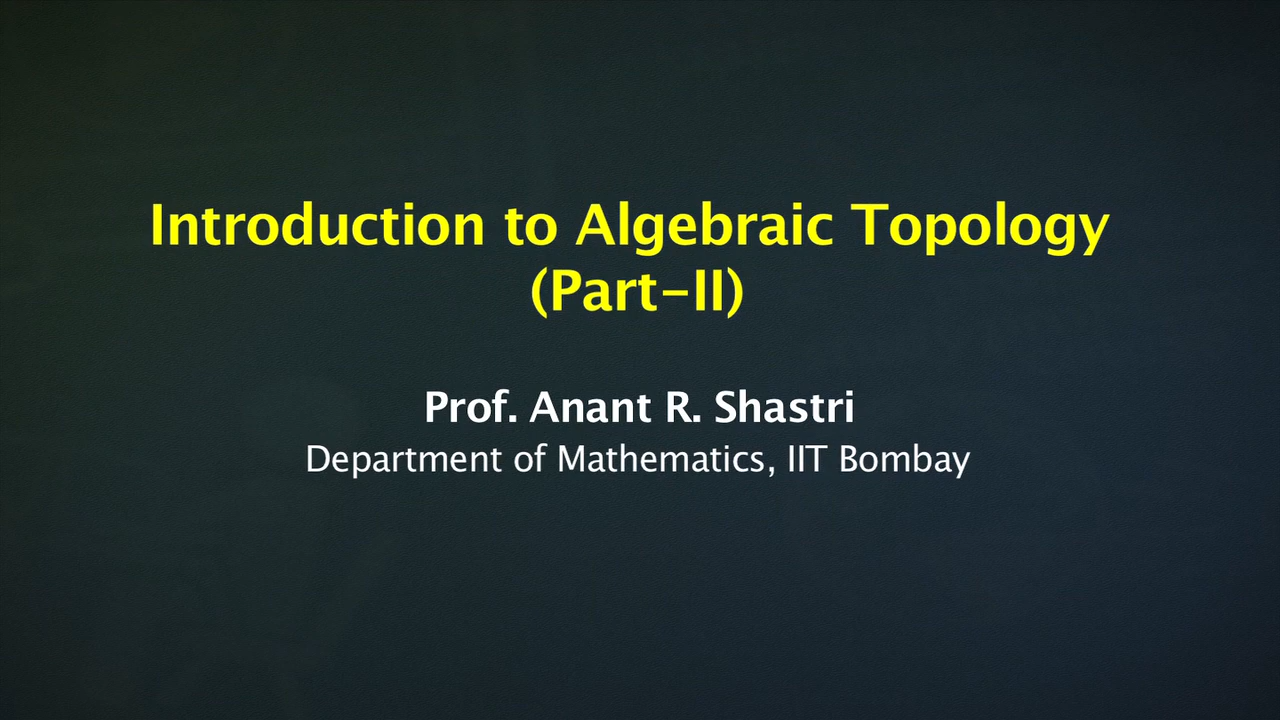 Introduction to Algebraic Topology
(Part-II)
Prof. Anant R. Shastri
Department of Mathematics, IIT Bombay